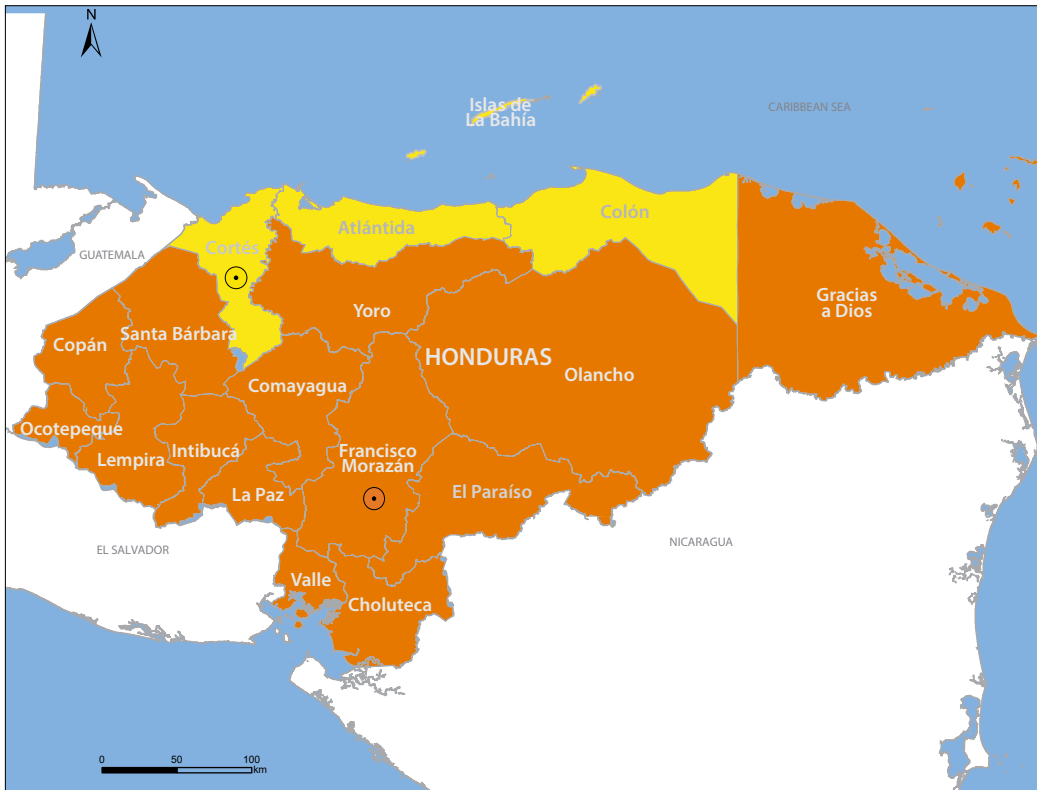 N
Islas de
La Bahía
CARIBBEAN SEA
Colón
Atlántida
Cortés
GUATEMALA
Gracias
a Dios
Yoro
Santa Bárbara
Copán
HONDURAS
Olancho
Comayagua
Ocotepeque
Intibucá
Francisco
Morazán
Lempira
La Paz
El Paraíso
EL SALVADOR
NICARAGUA
Valle
Choluteca
0 50 100
km